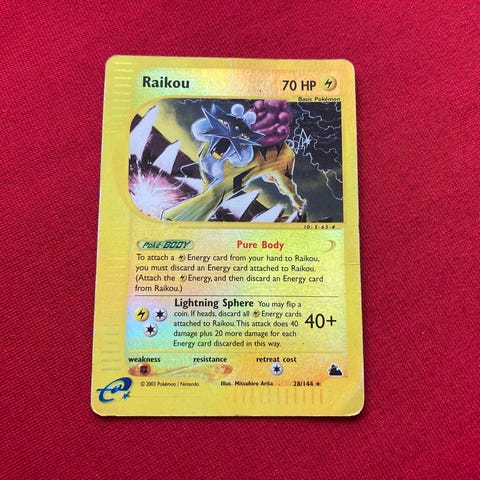 Raikou
70 HP
Basic Pokémon
ID: E-65-4
Poké-BODY
Pure Body
To attach a Energy card from your hand to Raikou,
you must discard an Energy card attached to Raikou.
(Attach the Energy, and then discard an Energy card
from Raikou.)
Lightning Sphere You may flip a
coin. If heads, discard all Energy cards
attached to Raikou. This attack does 40
damage plus 20 more damage for each
Energy card discarded in this way.
40+
weakness
resistance
retreat cost
© 2003 Pokémon / Nintendo
Illus. Mitsuhiro Arita
28/144 ★
e